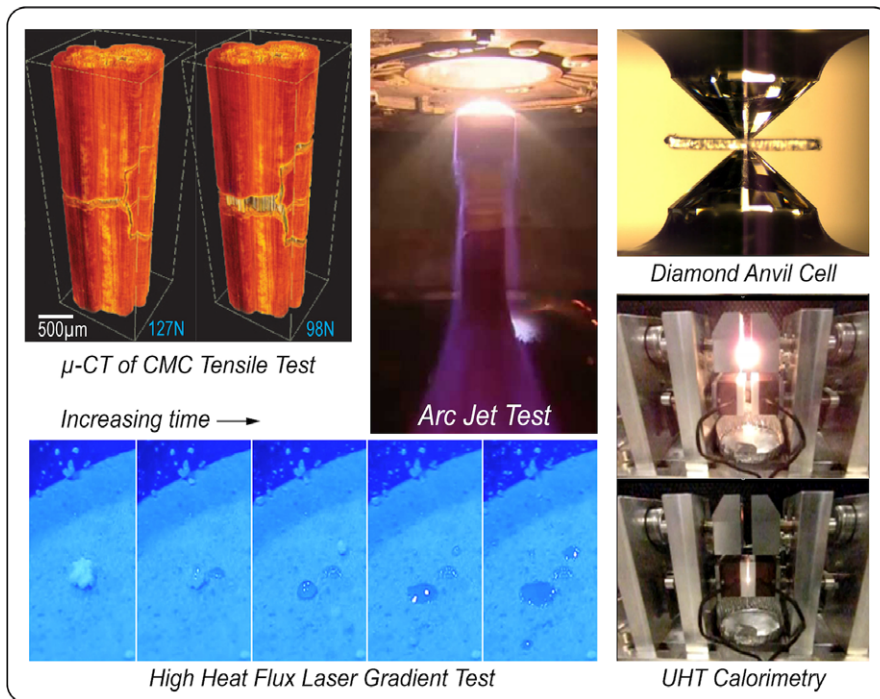 500µm
127N
98N
µ-CT of CMC Tensile Test
Arc Jet Test
Diamond Anvil Cell
Increasing time →
High Heat Flux Laser Gradient Test
UHT Calorimetry